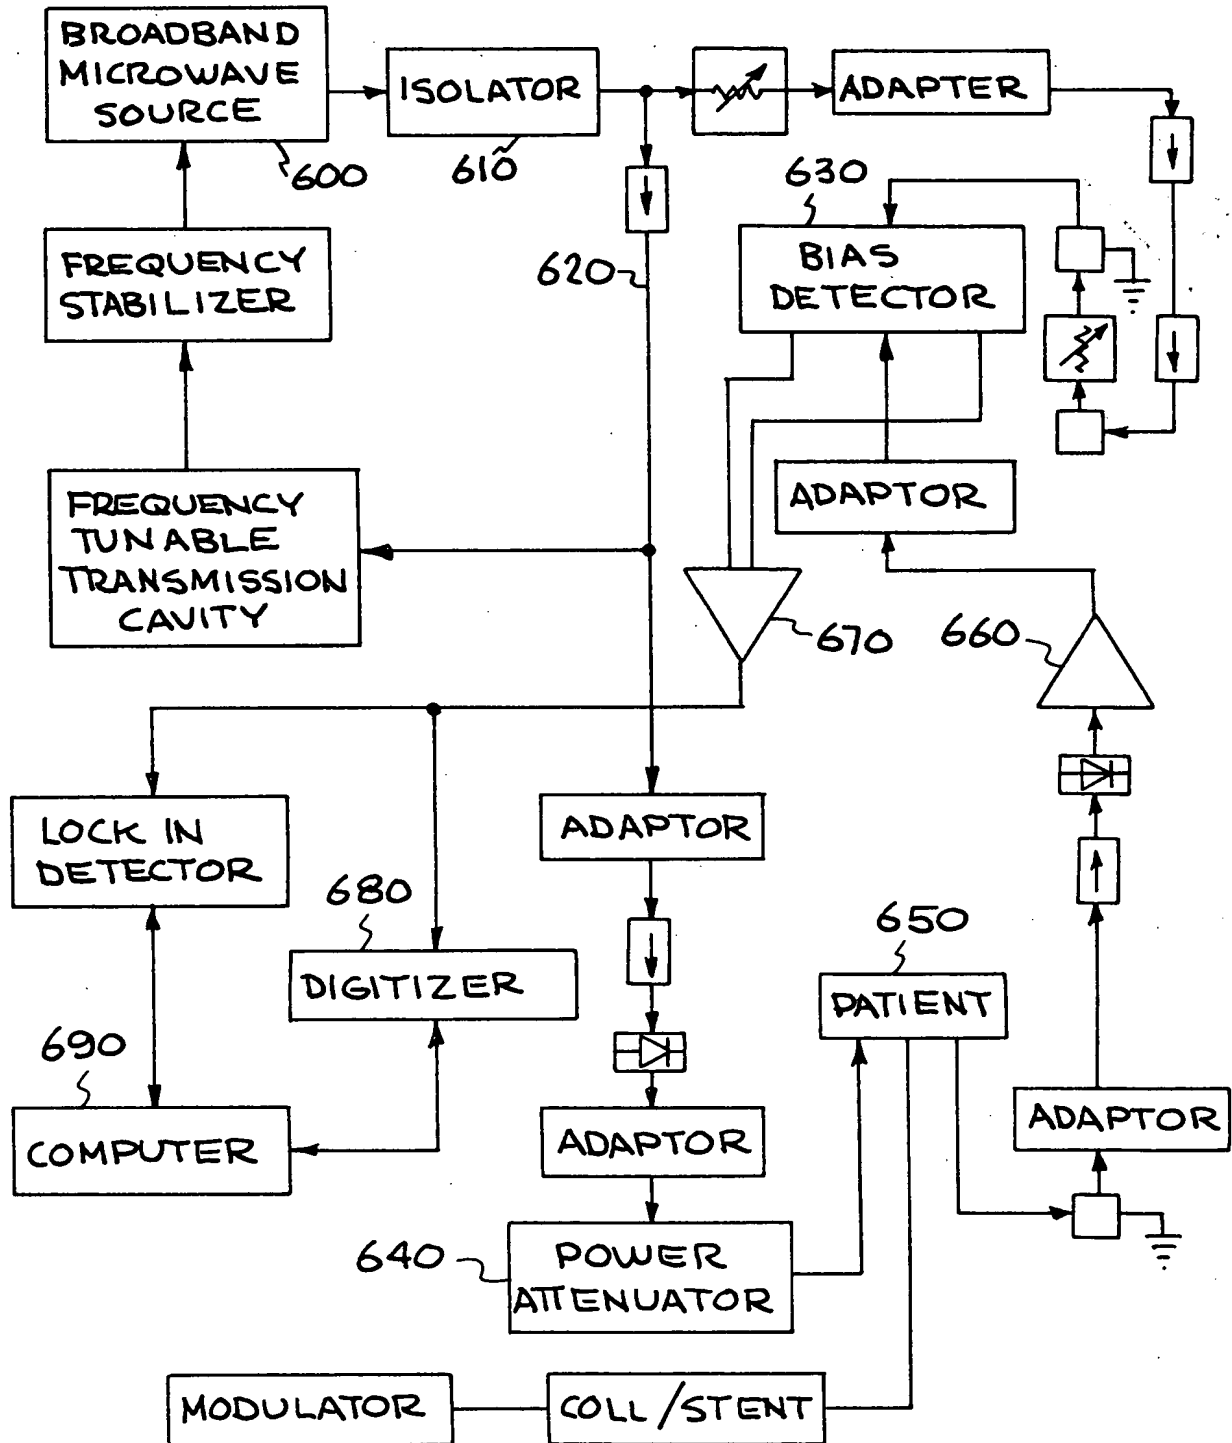 BROADBAND
MICROWAVE
SOURCE
600
ISOLATOR
610
ADAPTER
630
BIAS
DETECTOR
620
FREQUENCY
STABILIZER
ADAPTOR
FREQUENCY
TUNABLE
TRANSMISSION
CAVITY
670
660
LOCK IN
DETECTOR
ADAPTOR
680
DIGITIZER
650
PATIENT
690
COMPUTER
ADAPTOR
ADAPTOR
640
POWER
ATTENUATOR
MODULATOR
COLL/STENT